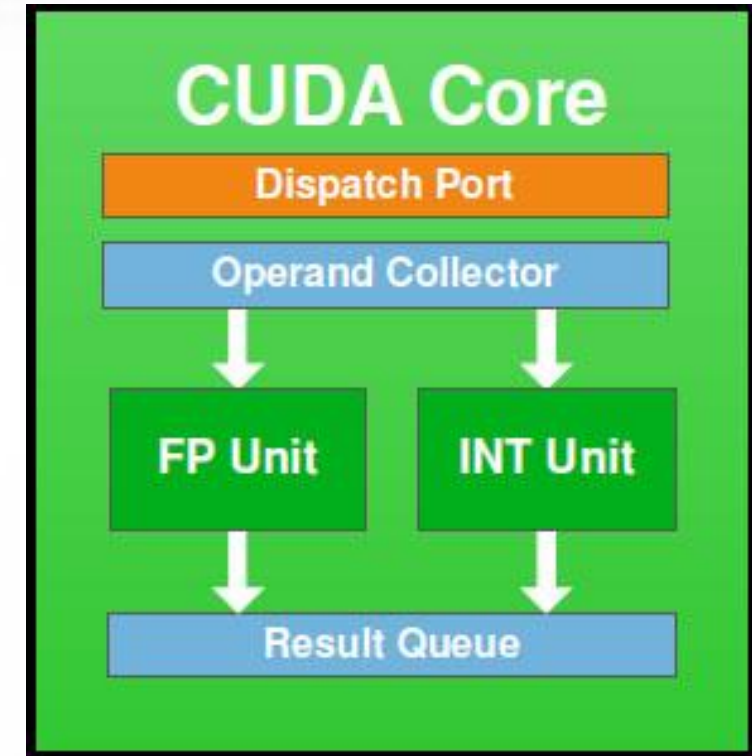 CUDA Core
Dispatch Port
Operand Collector
FP Unit
INT Unit
Result Queue